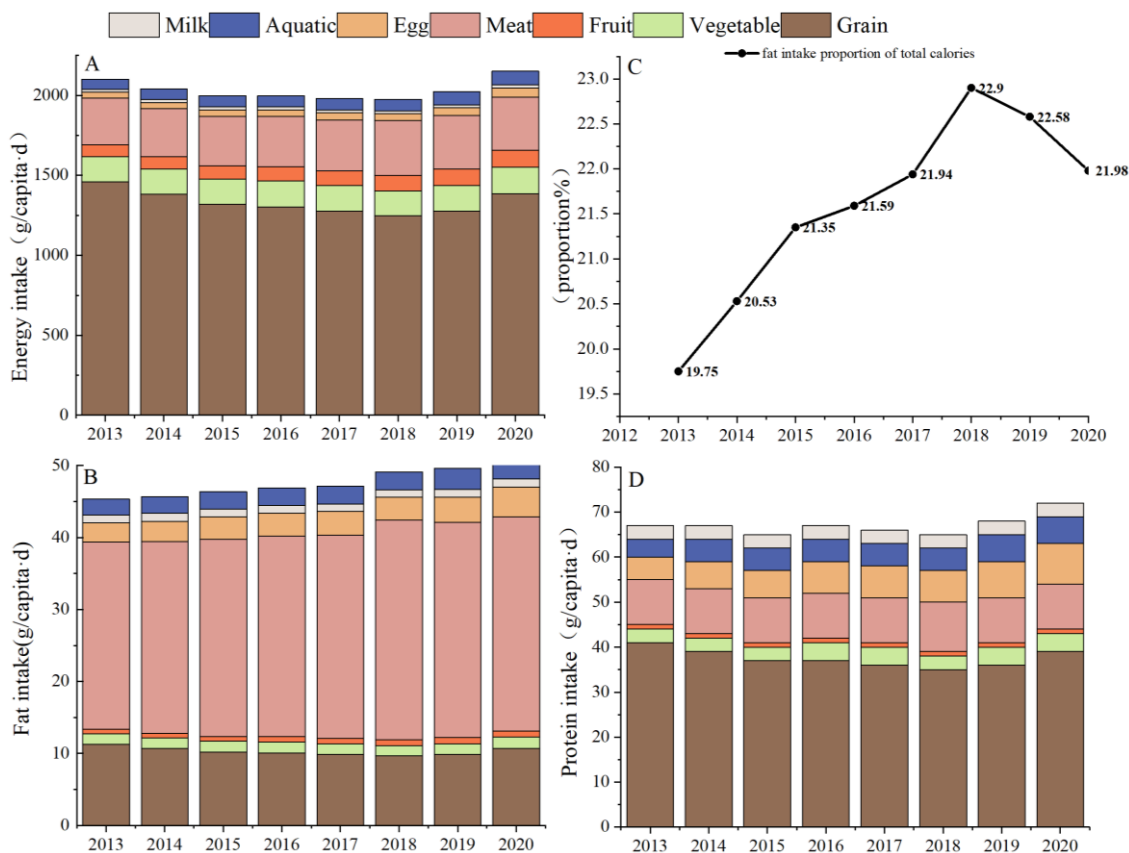 Milk Aquatic Egg Meat Fruit Vegetable Grain
A
Energy intake（g/capita·d）
2000
1500
1000
500
0
2013 2014 2015 2016 2017 2018 2019 2020
C
fat intake proportion of total calories
（proportion%）
23.0
22.5
22.0
21.5
21.0
20.5
20.0
19.5
22.9
22.58
21.98
21.94
21.59
21.35
20.53
19.75
2012 2013 2014 2015 2016 2017 2018 2019 2020
B
Fat intake(g/capita·d)
50
40
30
20
10
0
2013 2014 2015 2016 2017 2018 2019 2020
D
Protein intake（g/capita·d）
80
70
60
50
40
30
20
10
0
2013 2014 2015 2016 2017 2018 2019 2020